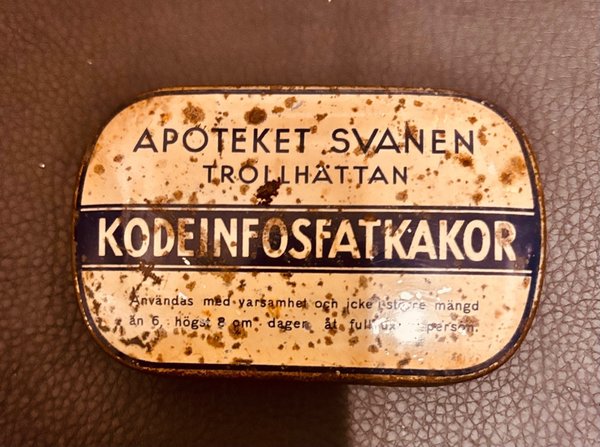 APOTEKET SVANEN
TROLLHÄTTAN
KODEINFOSFATKAKOR
Användas med varsamhet och icke i större mängd
än 6, högst 8 om dagen åt person.